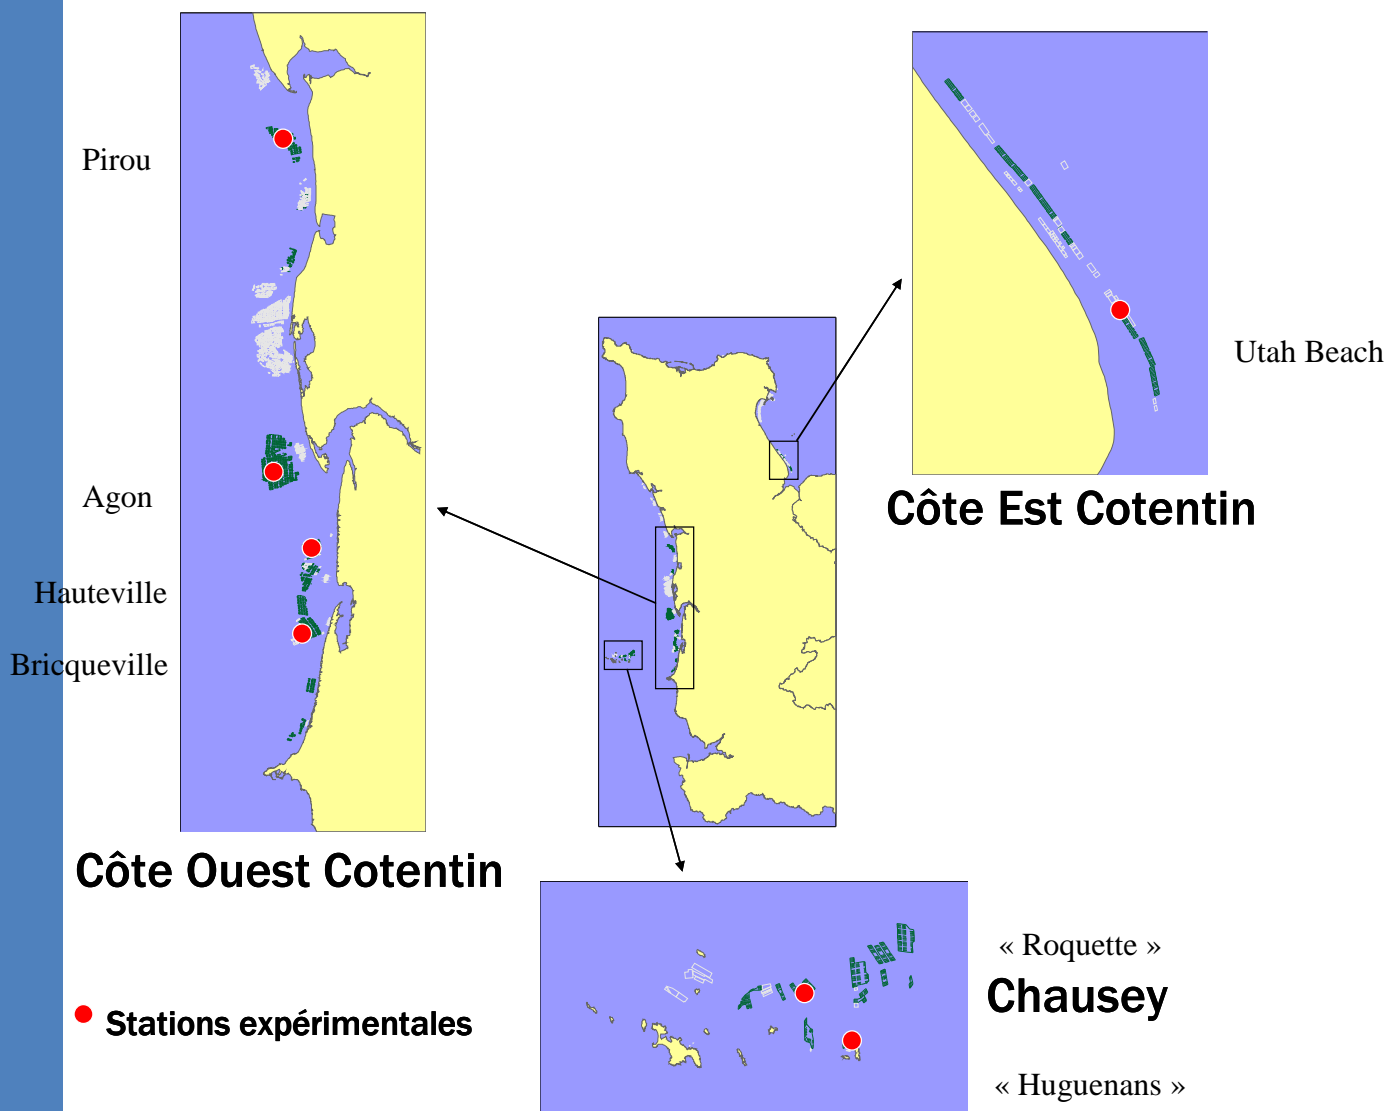 Pirou
Agon
Hauteville
Bricqueville
Côte Ouest Cotentin
Utah Beach
Côte Est Cotentin
« Roquette »
Chausey
« Huguenans »
Stations expérimentales